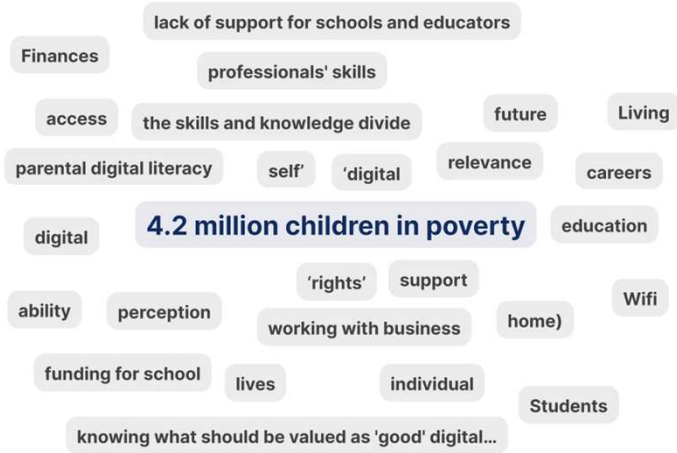 lack of support for schools and educators
Finances
professionals' skills
access
the skills and knowledge divide
future
Living
parental digital literacy
self’
‘digital
relevance
careers
digital
4.2 million children in poverty
education
‘rights’
support
Wifi
ability
perception
working with business
home)
funding for school
lives
individual
Students
knowing what should be valued as 'good' digital...